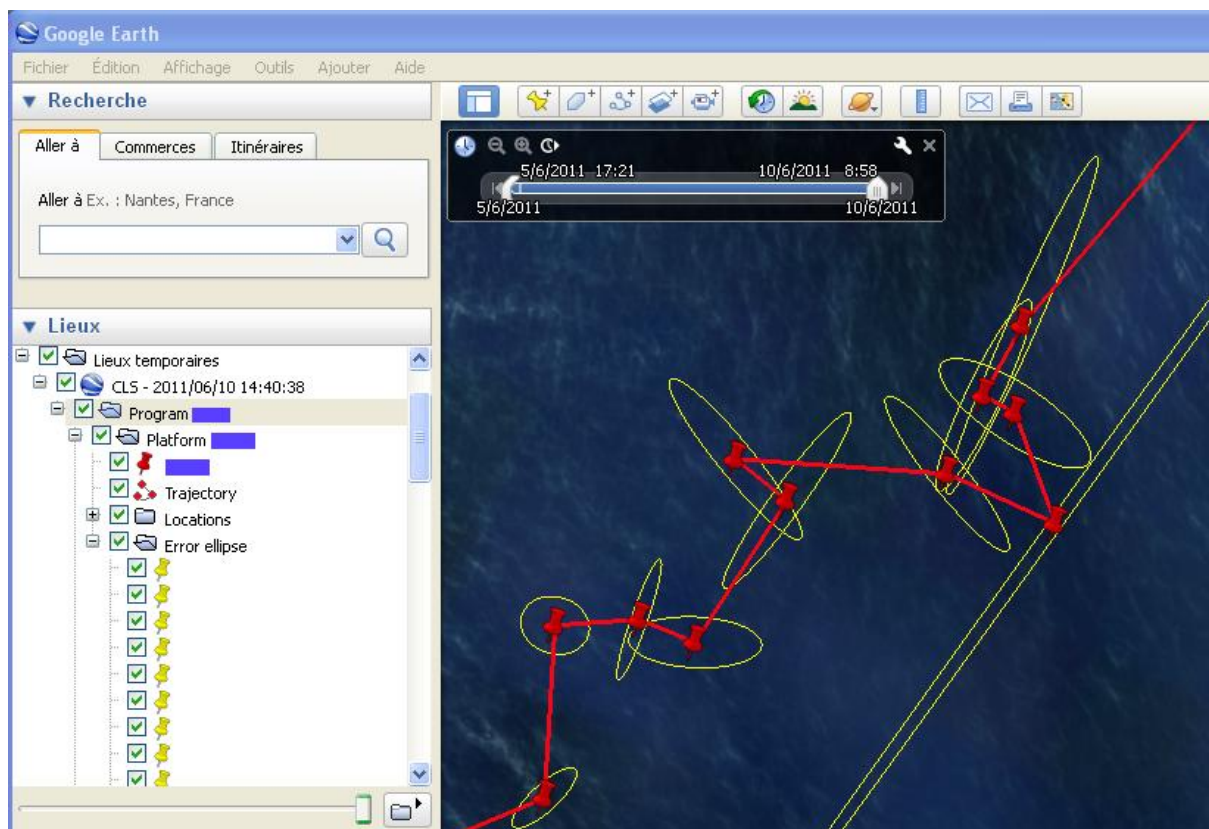 Google Earth
Fichier Édition Affichage Outils Ajouter Aide
Recherche
Aller à Commerces Itinéraires
Aller à Ex. : Nantes, France
5/6/2011 17:21 10/6/2011 8:58
5/6/2011 10/6/2011
Lieux
Lieux temporaires
CLS - 2011/06/10 14:40:38
Program
Platform
Trajectory
Locations
Error ellipse